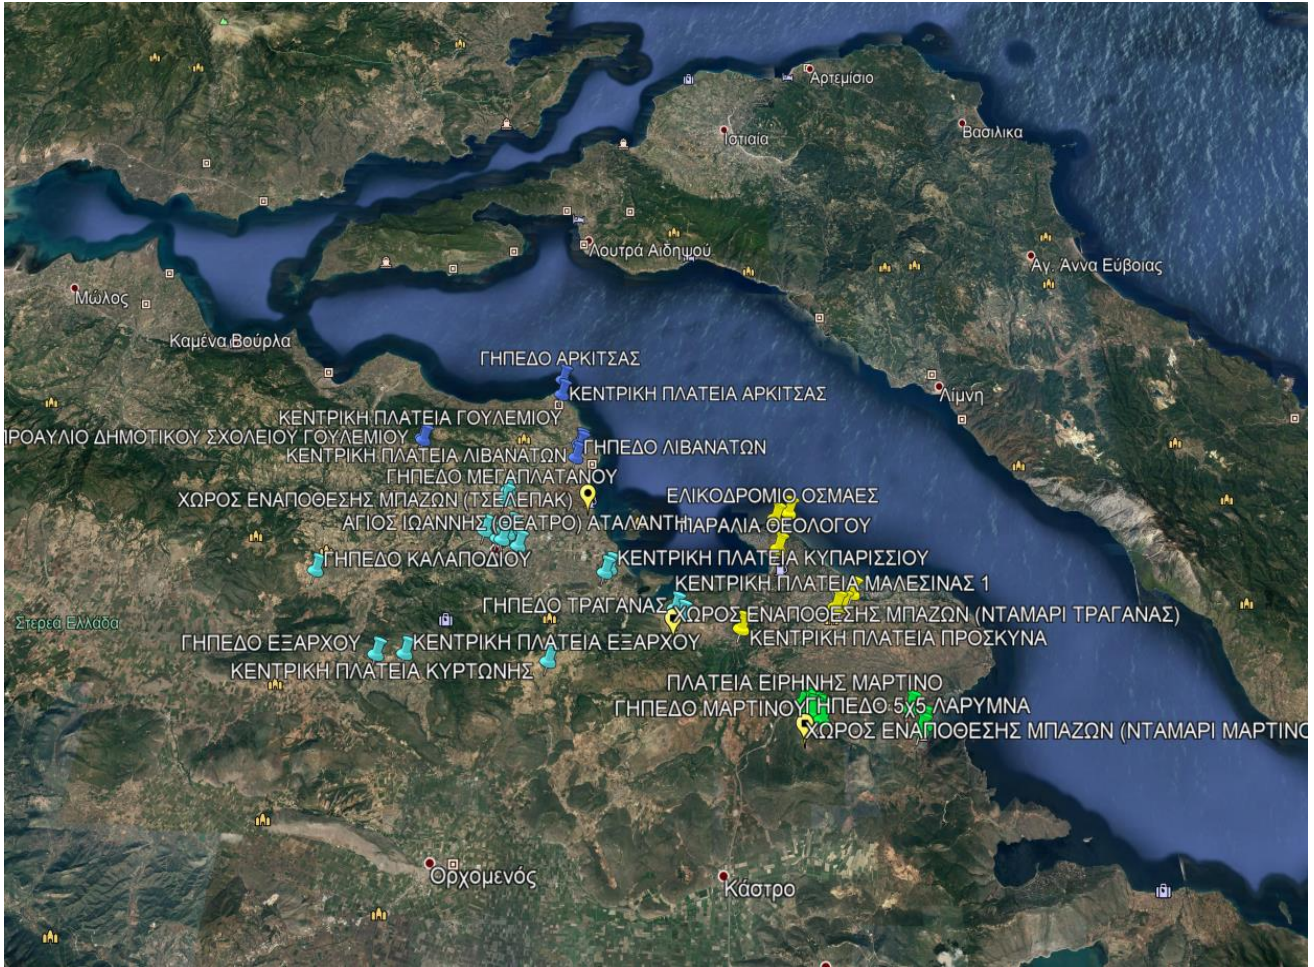 Αρτεμίσιο
Ιστιαία
Βασιλικα
Λουτρά Αιδηψού
Αγ. Άννα Εύβοιας
Μώλος
Καμένα Βούρλα
ΓΗΠΕΔΟ ΑΡΚΙΤΣΑΣ
Λίμνη
ΚΕΝΤΡΙΚΗ ΠΛΑΤΕΙΑ ΑΡΚΙΤΣΑΣ
ΚΕΝΤΡΙΚΗ ΠΛΑΤΕΙΑ ΓΟΥΛΕΜΙΟΥ
ΠΡΟΑΥΛΙΟ ΔΗΜΟΤΙΚΟΥ ΣΧΟΛΕΙΟΥ ΓΟΥΛΕΜΙΟΥ
ΓΗΠΕΔΟ ΛΙΒΑΝΑΤΩΝ
ΚΕΝΤΡΙΚΗ ΠΛΑΤΕΙΑ ΛΙΒΑΝΑΤΩΝ
ΓΗΠΕΔΟ ΜΕΓΑΠΛΑΤΑΝΟΥ
ΧΩΡΟΣ ΕΝΑΠΟΘΕΣΗΣ ΜΠΑΖΩΝ (ΤΣΕΛΕΠΑΚ)
ΕΛΙΚΟΔΡΟΜΙΟ ΟΣΜΑΕΣ
ΑΓΙΟΣ ΙΩΑΝΝΗΣ (ΘΕΑΤΡΟ) ΑΤΑΛΑΝΤΗ
ΠΑΡΑΛΙΑ ΘΕΟΛΟΓΟΥ
ΓΗΠΕΔΟ ΚΑΛΑΠΟΔΙΟΥ
ΚΕΝΤΡΙΚΗ ΠΛΑΤΕΙΑ ΚΥΠΑΡΙΣΣΙΟΥ
ΚΕΝΤΡΙΚΗ ΠΛΑΤΕΙΑ ΜΑΛΕΣΙΝΑΣ 1
ΓΗΠΕΔΟ ΤΡΑΓΑΝΑΣ
ΧΩΡΟΣ ΕΝΑΠΟΘΕΣΗΣ ΜΠΑΖΩΝ (ΝΤΑΜΑΡΙ ΤΡΑΓΑΝΑΣ)
Στερεά Ελλάδα
ΚΕΝΤΡΙΚΗ ΠΛΑΤΕΙΑ ΠΡΟΣΚΥΝΑ
ΓΗΠΕΔΟ ΕΞΑΡΧΟΥ
ΚΕΝΤΡΙΚΗ ΠΛΑΤΕΙΑ ΕΞΑΡΧΟΥ
ΚΕΝΤΡΙΚΗ ΠΛΑΤΕΙΑ ΚΥΡΤΩΝΗΣ
ΠΛΑΤΕΙΑ ΕΙΡΗΝΗΣ ΜΑΡΤΙΝΟ
ΓΗΠΕΔΟ ΜΑΡΤΙΝΟΥ
ΓΗΠΕΔΟ 5χ5 ΛΑΡΥΜΝΑ
ΧΩΡΟΣ ΕΝΑΠΟΘΕΣΗΣ ΜΠΑΖΩΝ (ΝΤΑΜΑΡΙ ΜΑΡΤΙΝΟ
Ορχομενός
Κάστρο